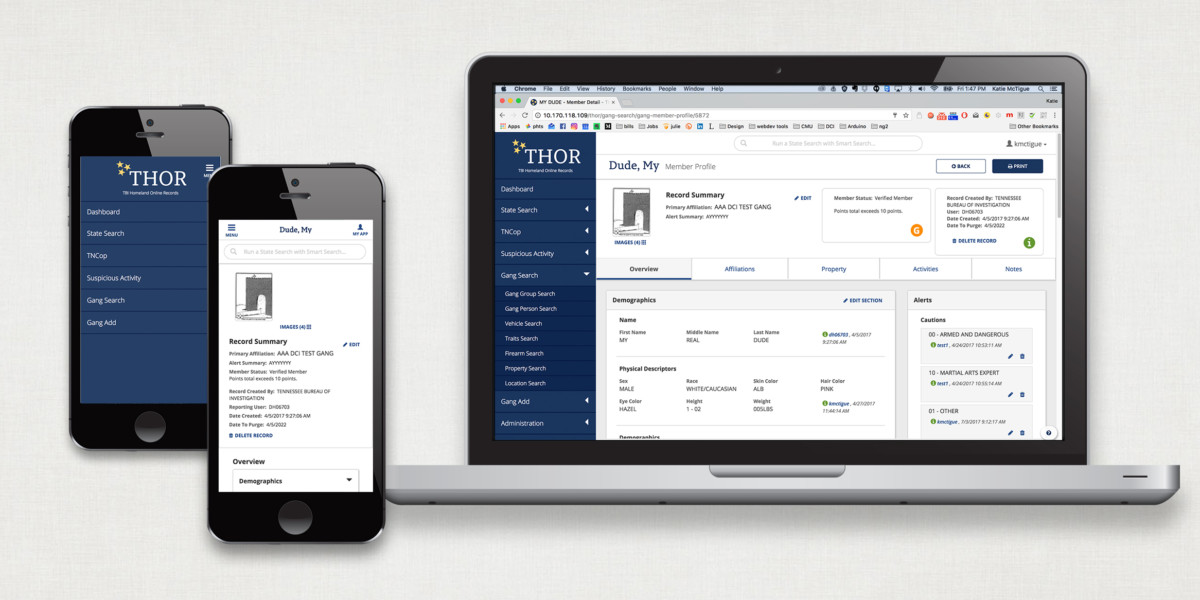 THOR
TBI Homeland Online Records
Dashboard
State Search
TNCop
Suspicious Activity
Gang Search
Gang Add
MENU
Dude, My
MY APP
Run a State Search with Smart Search...
IMAGES (4)
Record Summary
EDIT
Primary Affiliation: AAA DCI TEST GANG
Alert Summary: AYYYYYYY
Member Status: Verified Member
Points total exceeds 10 points.
Record Created By: TENNESSEE BUREAU OF
INVESTIGATION
Reporting User: DH06703
Date Created: 4/5/2017 9:27:06 AM
Date To Purge: 4/5/2022
DELETE RECORD
Overview
Demographics
Chrome File Edit View History Bookmarks People Window Help
Fri 1:47 PM Katie McTigue
MY DUDE - Member Detail - T
Katie
10.170.118.109/thor/gang-search/gang-member-profile/5872
Apps phts bills Jobs julie Design webdev tools CMU DCI Arduino ng2 Other Bookmarks
THOR
TBI Homeland Online Records
Run a State Search with Smart Search...
kmctigue
Dude, My Member Profile
BACK
PRINT
Dashboard
State Search
TNCop
Suspicious Activity
Gang Search
Gang Group Search
Gang Person Search
Vehicle Search
Traits Search
Firearm Search
Property Search
Location Search
Gang Add
Administration
IMAGES (4)
Record Summary
EDIT
Primary Affiliation: AAA DCI TEST GANG
Alert Summary: AYYYYYYY
Member Status: Verified Member
Points total exceeds 10 points.
G
Record Created By: TENNESSEE
BUREAU OF INVESTIGATION
User: DH06703
Date Created: 4/5/2017 9:27:06 AM
Date To Purge: 4/5/2022
DELETE RECORD
Overview Affiliations Property Activities Notes
Demographics
EDIT SECTION
Name
First Name Middle Name Last Name
MY REAL DUDE
dh06703, 4/5/2017
9:27:06 AM
Physical Descriptors
Sex Race Skin Color Hair Color
MALE WHITE/CAUCASIAN ALB PINK
Eye Color Height Weight
HAZEL 1 - 02 005LBS
kmctigue, 4/21/2017
11:44:14 AM
Demographics
Alerts
Cautions
00 - ARMED AND DANGEROUS
test1, 4/24/2017 10:53:11 AM
10 - MARTIAL ARTS EXPERT
test1, 4/24/2017 10:55:14 AM
01 - OTHER
kmctigue, 7/3/2017 9:12:17 AM